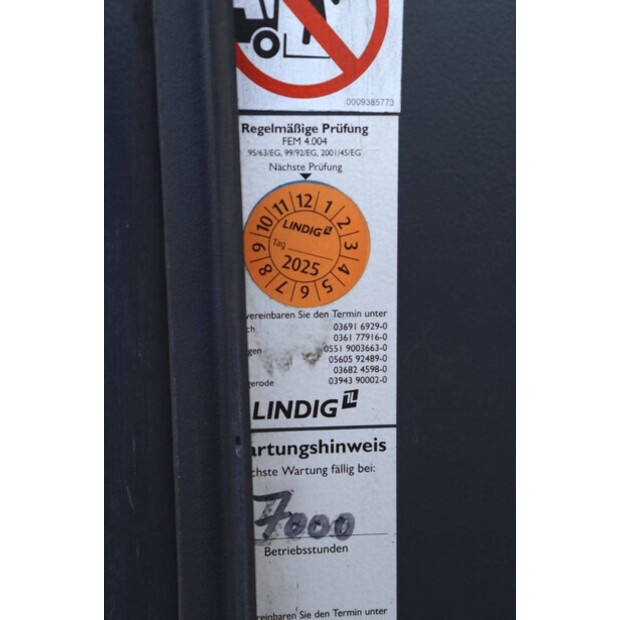 0009385773
Regelmäßige Prüfung
FEM 4.004
95/63/EG, 99/92/EG, 2001/45/EG
Nächste Prüfung
12 1 2 3 4 5 6 7 8 9 10 11
LINDIG
Tag
2025
vereinbaren Sie den Termin unter
ch 03691 6929-0
0361 77916-0
gen 0551 9003663-0
05605 92489-0
03682 4598-0
gerode 03943 90002-0
LINDIG
artungshinweis
chste Wartung fällig bei:
7000
Betriebsstunden
reinbaren Sie den Termin unter